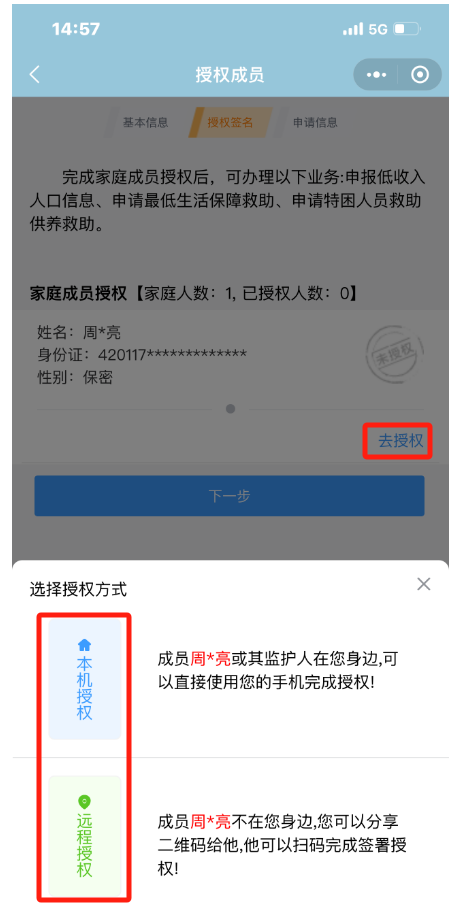 14:57
5G
授权成员
基本信息
授权签名
申请信息
完成家庭成员授权后，可办理以下业务:申报低收入
人口信息、申请最低生活保障救助、申请特困人员救助
供养救助。
家庭成员授权【家庭人数：1, 已授权人数：0】
姓名：周*亮
身份证：420117*************
性别：保密
未授权
去授权
下一步
选择授权方式
本机授权
成员周*亮或其监护人在您身边,可
以直接使用您的手机完成授权!
远程授权
成员周*亮不在您身边,您可以分享
二维码给他,他可以扫码完成签署授
权!